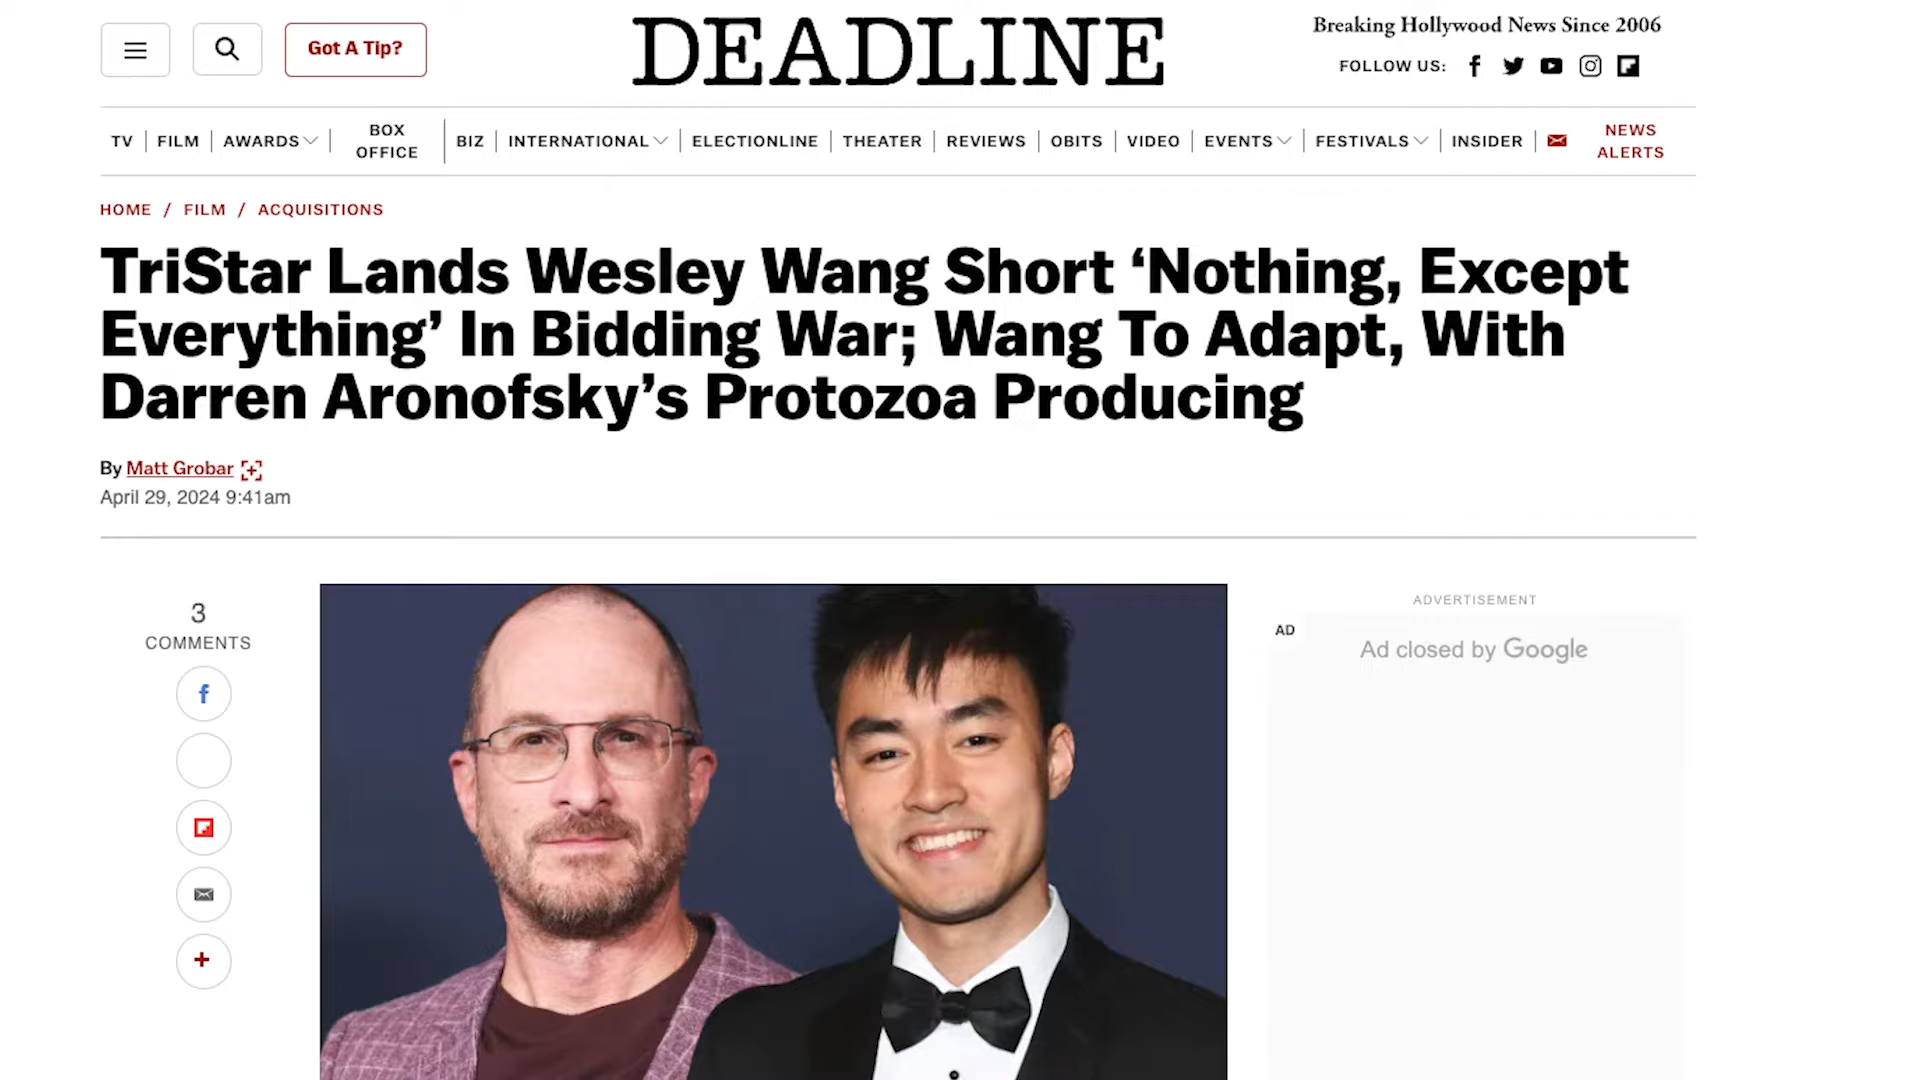 Got A Tip?
DEADLINE
Breaking Hollywood News Since 2006
FOLLOW US:
TV FILM AWARDS BOX OFFICE BIZ INTERNATIONAL ELECTIONLINE THEATER REVIEWS OBITS VIDEO EVENTS FESTIVALS INSIDER NEWS ALERTS
HOME / FILM / ACQUISITIONS
TriStar Lands Wesley Wang Short ‘Nothing, Except
Everything’ In Bidding War; Wang To Adapt, With
Darren Aronofsky’s Protozoa Producing
By Matt Grobar
April 29, 2024 9:41am
3
COMMENTS
ADVERTISEMENT
AD
Ad closed by Google